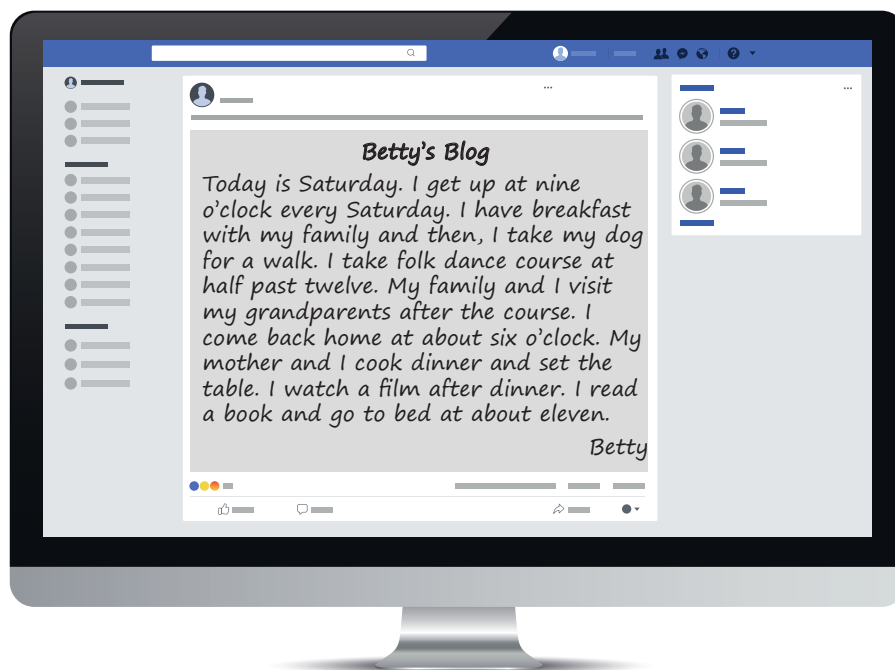 Betty's Blog
Today is Saturday. I get up at nine
o'clock every Saturday. I have breakfast
with my family and then, I take my dog
for a walk. I take folk dance course at
half past twelve. My family and I visit
my grandparents after the course. I
come back home at about six o'clock. My
mother and I cook dinner and set the
table. I watch a film after dinner. I read
a book and go to bed at about eleven.
Betty